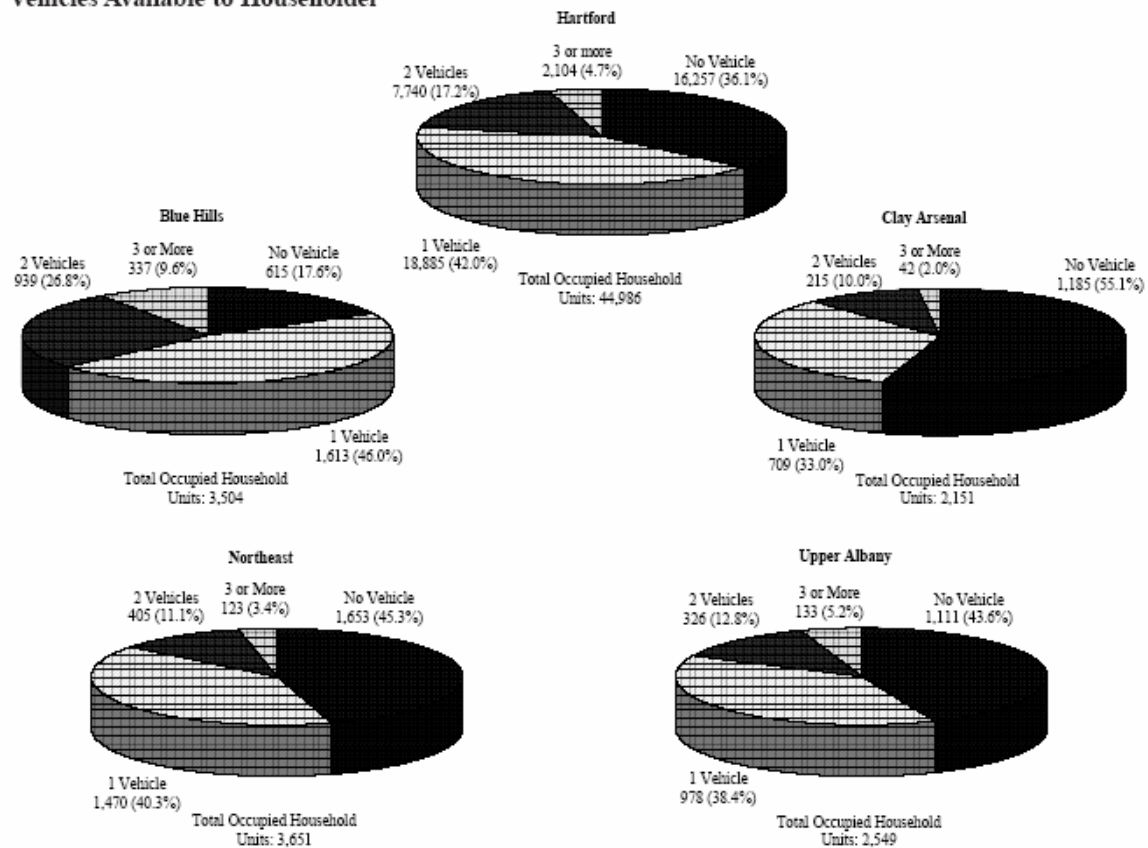 Vehicles Available to Householder
Hartford
3 or more
2,104 (4.7%)
No Vehicle
16,257 (36.1%)
2 Vehicles
7,740 (17.2%)
1 Vehicle
18,885 (42.0%)
Total Occupied Household
Units: 44,986
Blue Hills
3 or More
337 (9.6%)
No Vehicle
615 (17.6%)
2 Vehicles
939 (26.8%)
1 Vehicle
1,613 (46.0%)
Total Occupied Household
Units: 3,504
Clay Arsenal
3 or More
42 (2.0%)
No Vehicle
1,185 (55.1%)
2 Vehicles
215 (10.0%)
1 Vehicle
709 (33.0%)
Total Occupied Household
Units: 2,151
Northeast
3 or More
123 (3.4%)
No Vehicle
1,653 (45.3%)
2 Vehicles
405 (11.1%)
1 Vehicle
1,470 (40.3%)
Total Occupied Household
Units: 3,651
Upper Albany
3 or More
133 (5.2%)
No Vehicle
1,111 (43.6%)
2 Vehicles
326 (12.8%)
1 Vehicle
978 (38.4%)
Total Occupied Household
Units: 2,549